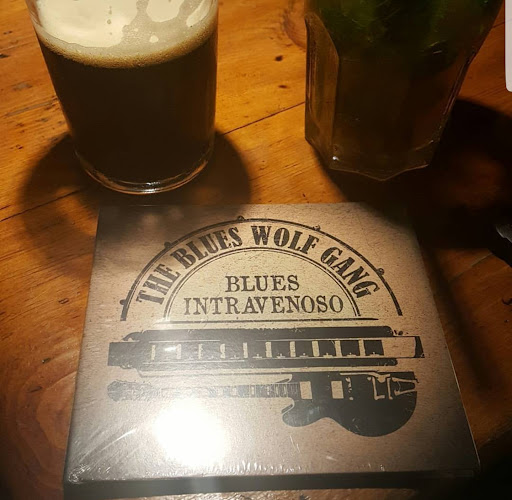 THE BLUES WOLF GANG
BLUES
INTRAVENOSO